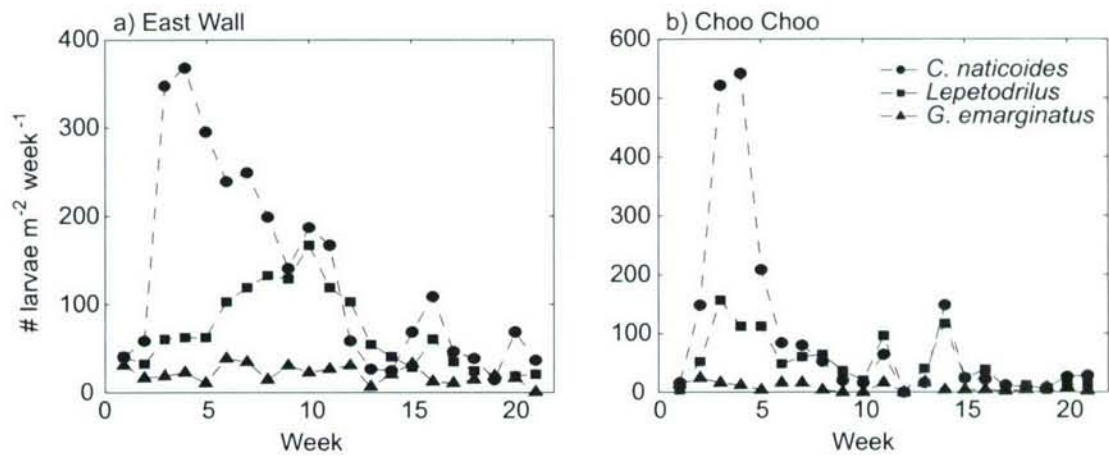 a) East Wall
400
300
200
100
0
# larvae m⁻² week⁻¹
0 5 10 15 20
Week
b) Choo Choo
600
500
400
300
200
100
0
C. naticoides
Lepetodrilus
G. emarginatus
0 5 10 15 20
Week